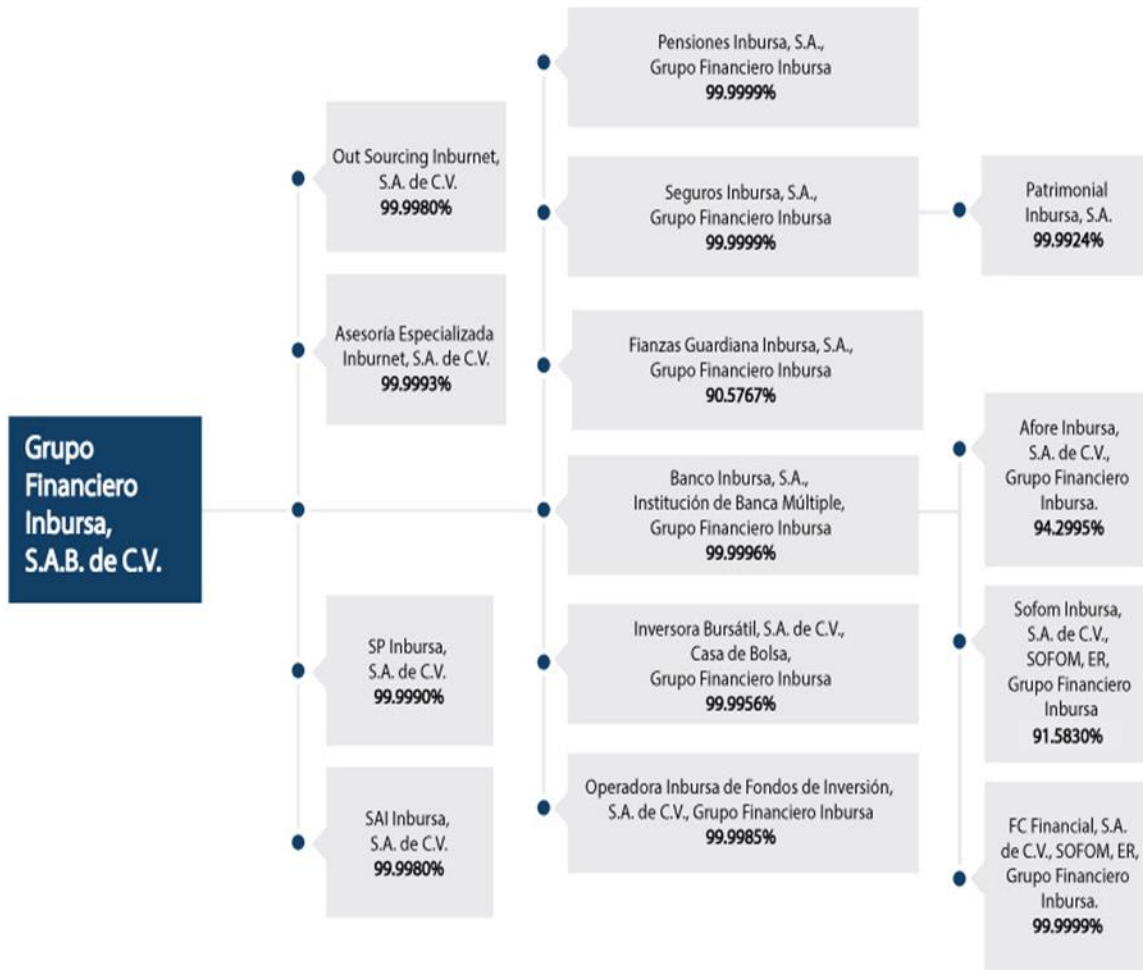 Grupo
Financiero
Inbursa,
S.A.B. de C.V.
Out Sourcing Inburnet,
S.A. de C.V.
99.9980%
Asesoría Especializada
Inburnet, S.A. de C.V.
99.9993%
SP Inbursa,
S.A. de C.V.
99.9990%
SAI Inbursa,
S.A. de C.V.
99.9980%
Pensiones Inbursa, S.A.,
Grupo Financiero Inbursa
99.9999%
Seguros Inbursa, S.A.,
Grupo Financiero Inbursa
99.9999%
Fianzas Guardiana Inbursa, S.A.,
Grupo Financiero Inbursa
90.5767%
Banco Inbursa, S.A.,
Institución de Banca Múltiple,
Grupo Financiero Inbursa
99.9996%
Inversora Bursátil, S.A. de C.V.,
Casa de Bolsa,
Grupo Financiero Inbursa
99.9956%
Operadora Inbursa de Fondos de Inversión,
S.A. de C.V., Grupo Financiero Inbursa
99.9985%
Patrimonial
Inbursa, S.A.
99.9924%
Afore Inbursa,
S.A. de C.V.,
Grupo Financiero
Inbursa.
94.2995%
Sofom Inbursa,
S.A. de C.V.,
SOFOM, ER,
Grupo Financiero
Inbursa
91.5830%
FC Financial, S.A.
de C.V., SOFOM, ER,
Grupo Financiero
Inbursa.
99.9999%